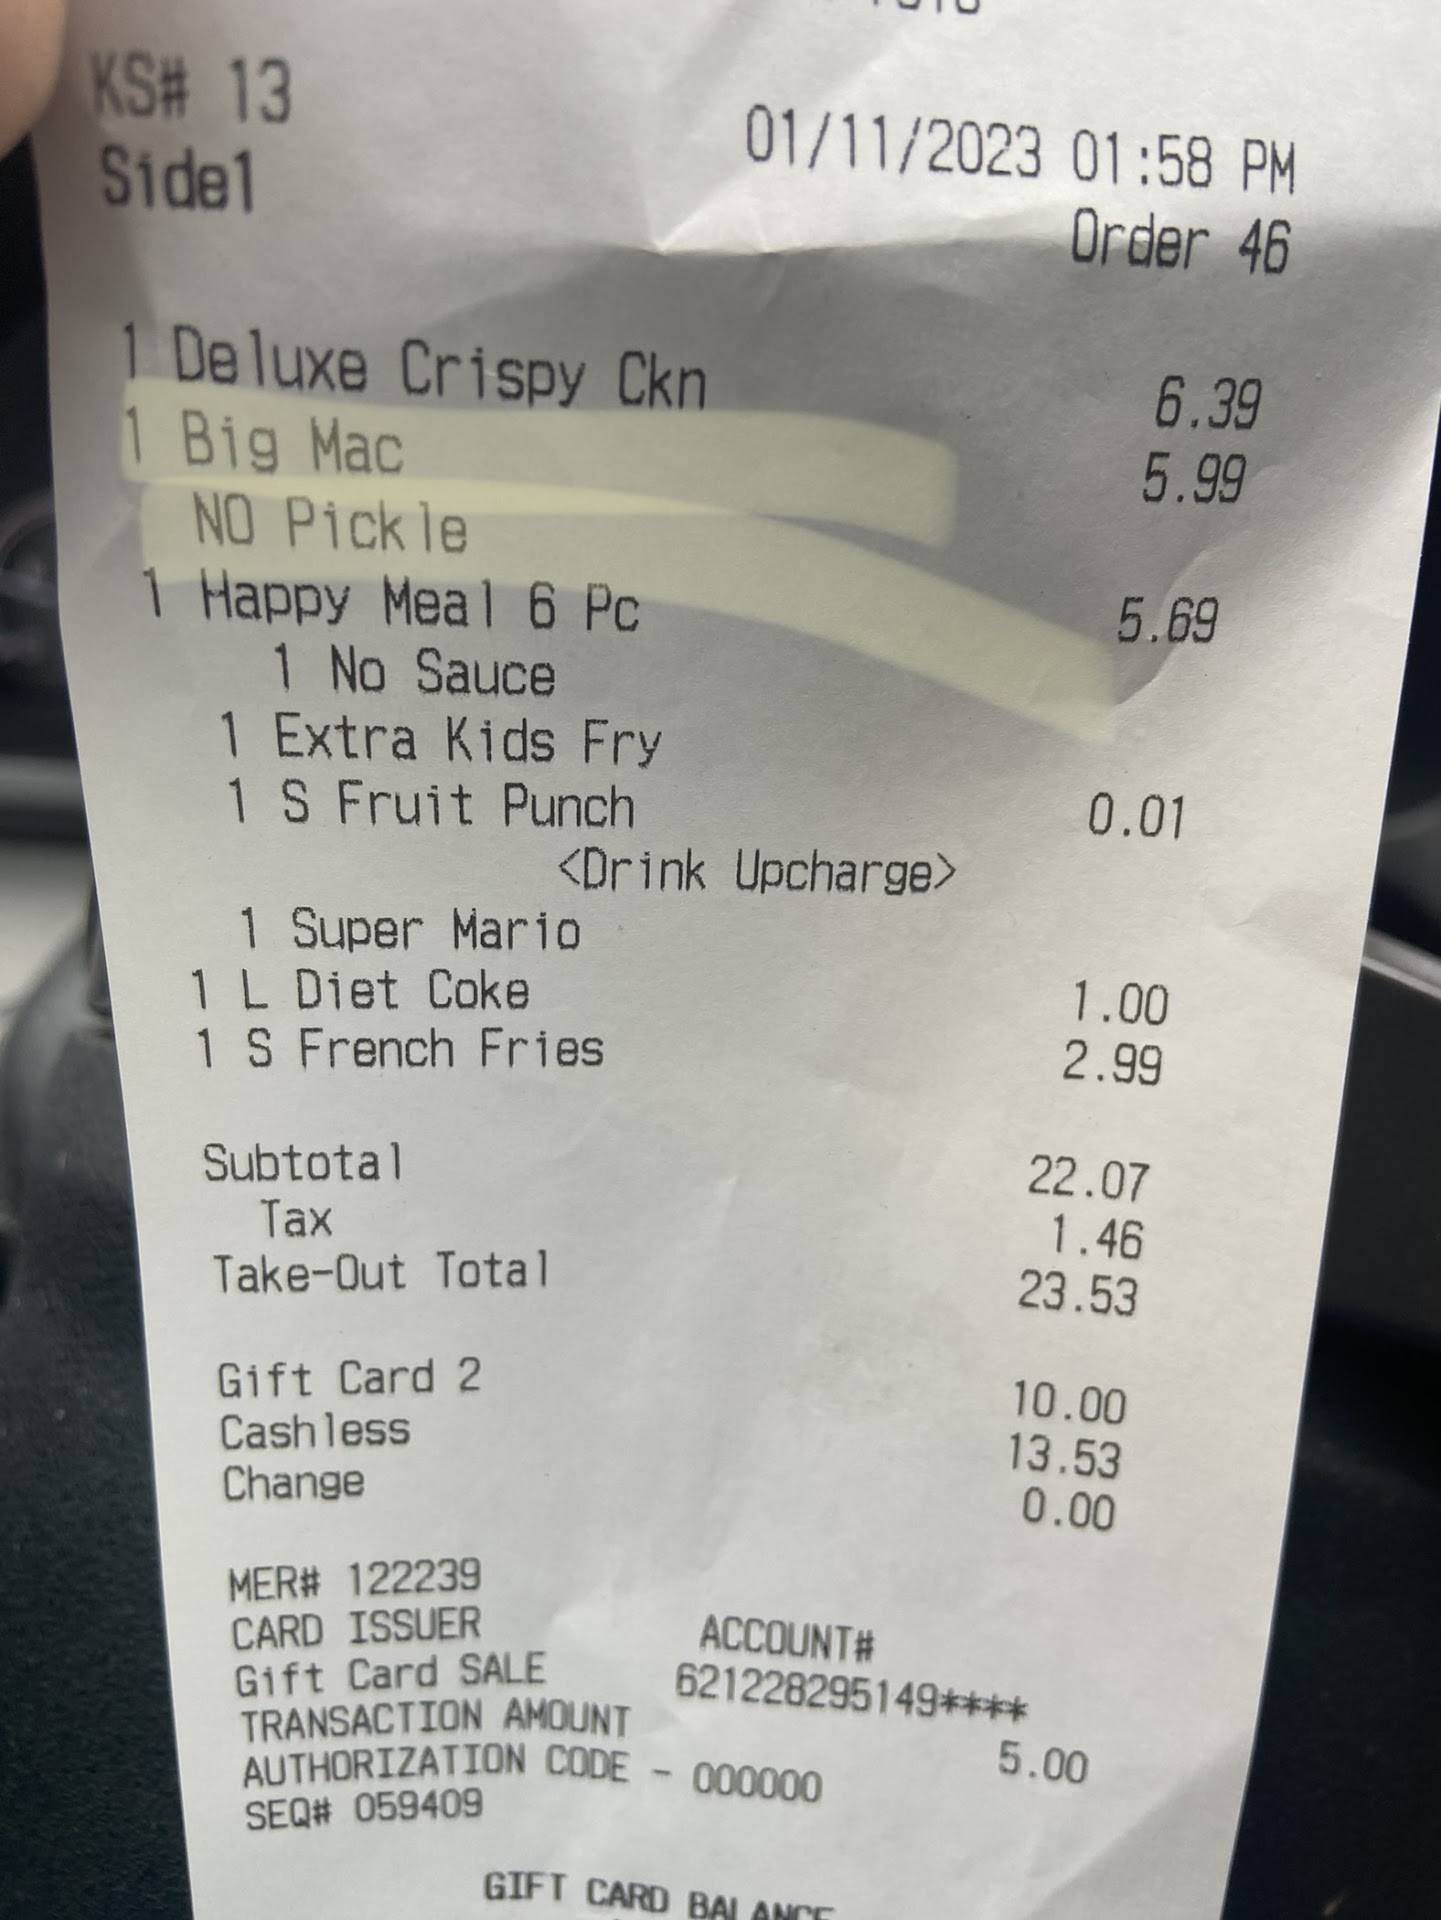 KS# 13
Side1
01/11/2023 01:58 PM
Order 46
1 Deluxe Crispy Ckn 6.39
1 Big Mac 5.99
NO Pickle
1 Happy Meal 6 Pc 5.69
1 No Sauce
1 Extra Kids Fry
1 S Fruit Punch 0.01
<Drink Upcharge>
1 Super Mario
1 L Diet Coke 1.00
1 S French Fries 2.99
Subtotal 22.07
Tax 1.46
Take-Out Total 23.53
Gift Card 2 10.00
Cashless 13.53
Change 0.00
MER# 122239
CARD ISSUER ACCOUNT#
Gift Card SALE 621228295149****
TRANSACTION AMOUNT 5.00
AUTHORIZATION CODE - 000000
SEQ# 059409
GIFT CARD BALANCE